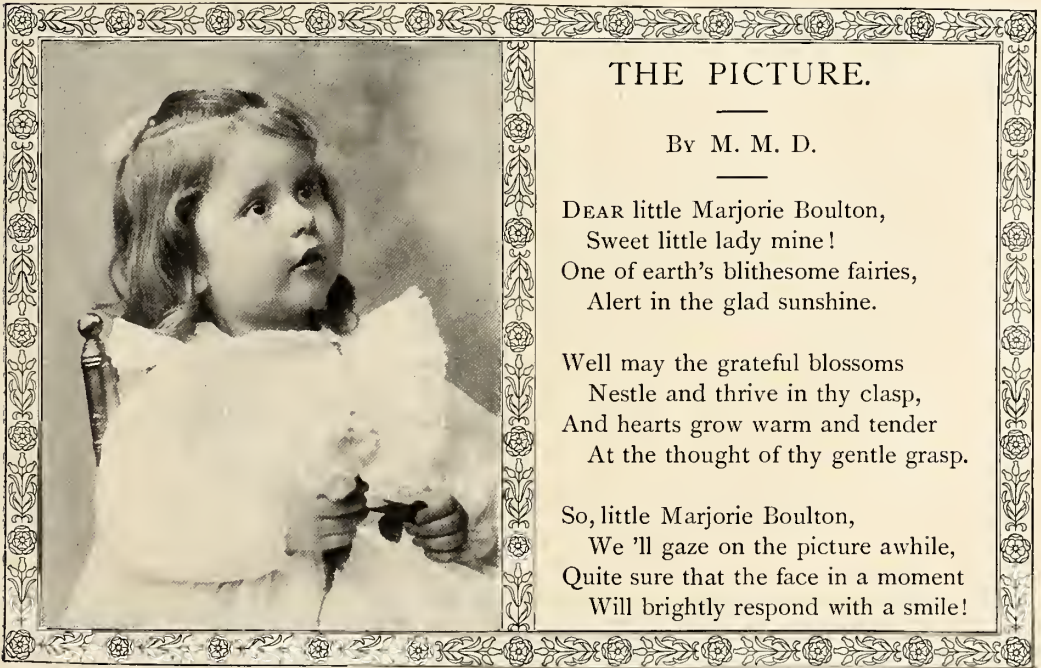 THE PICTURE.
By M. M. D.
Dear little Marjorie Boulton,
Sweet little lady mine!
One of earth's blithesome fairies,
Alert in the glad sunshine.
Well may the grateful blossoms
Nestle and thrive in thy clasp,
And hearts grow warm and tender
At the thought of thy gentle grasp.
So, little Marjorie Boulton,
We 'll gaze on the picture awhile,
Quite sure that the face in a moment
Will brightly respond with a smile!